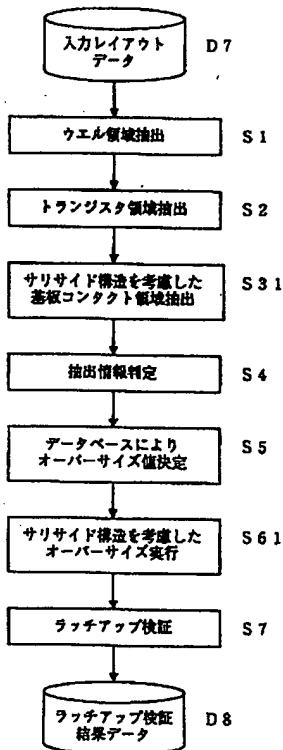 入力レイアウト
データ
D7
ウエル領域抽出
S1
トランジスタ領域抽出
S2
サリサイド構造を考慮した
基板コンタクト領域抽出
S31
抽出情報判定
S4
データベースにより
オーバーサイズ値決定
S5
サリサイド構造を考慮した
オーバーサイズ実行
S61
ラッチアップ検証
S7
ラッチアップ検証
結果データ
D8